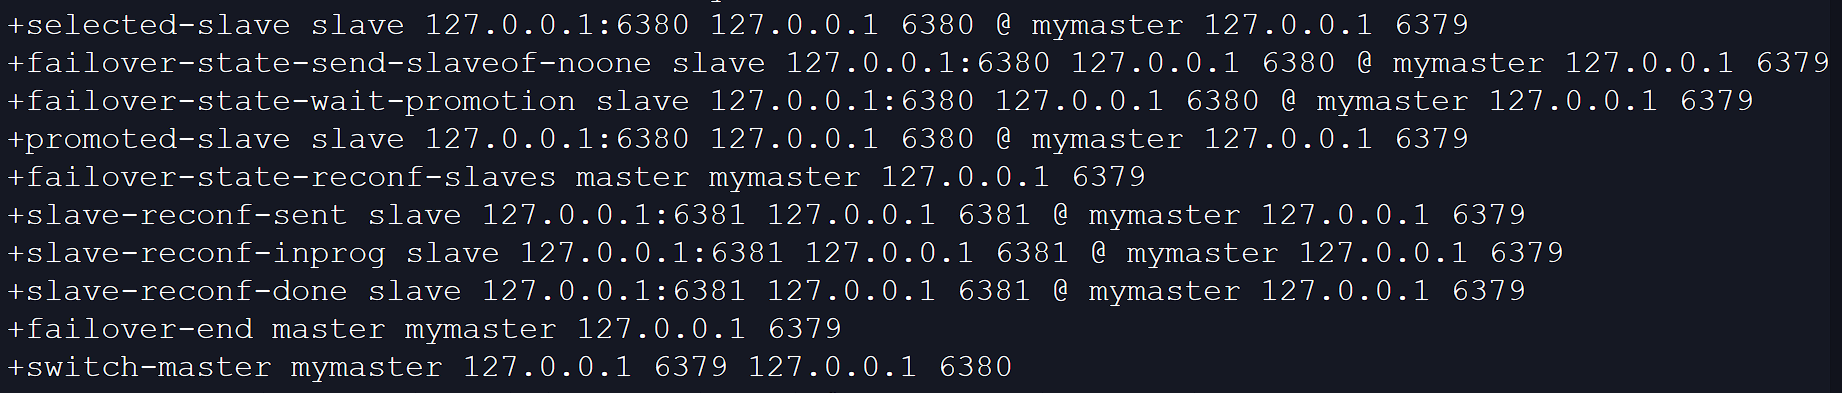 +selected-slave slave 127.0.0.1:6380 127.0.0.1 6380 @ mymaster 127.0.0.1 6379
+failover-state-send-slaveof-noone slave 127.0.0.1:6380 127.0.0.1 6380 @ mymaster 127.0.0.1 6379
+failover-state-wait-promotion slave 127.0.0.1:6380 127.0.0.1 6380 @ mymaster 127.0.0.1 6379
+promoted-slave slave 127.0.0.1:6380 127.0.0.1 6380 @ mymaster 127.0.0.1 6379
+failover-state-reconf-slaves master mymaster 127.0.0.1 6379
+slave-reconf-sent slave 127.0.0.1:6381 127.0.0.1 6381 @ mymaster 127.0.0.1 6379
+slave-reconf-inprog slave 127.0.0.1:6381 127.0.0.1 6381 @ mymaster 127.0.0.1 6379
+slave-reconf-done slave 127.0.0.1:6381 127.0.0.1 6381 @ mymaster 127.0.0.1 6379
+failover-end master mymaster 127.0.0.1 6379
+switch-master mymaster 127.0.0.1 6379 127.0.0.1 6380